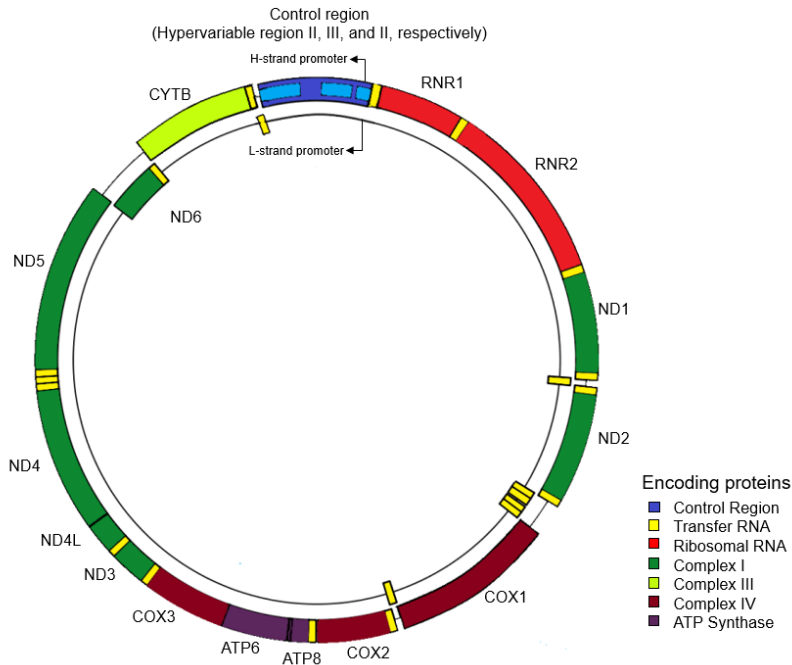 Control region
(Hypervariable region II, III, and II, respectively)
H-strand promoter
CYTB
RNR1
L-strand promoter
RNR2
ND6
ND5
ND1
ND2
ND4
ND4L
ND3
COX3
ATP6
ATP8
COX2
COX1
Encoding proteins
Control Region
Transfer RNA
Ribosomal RNA
Complex I
Complex III
Complex IV
ATP Synthase